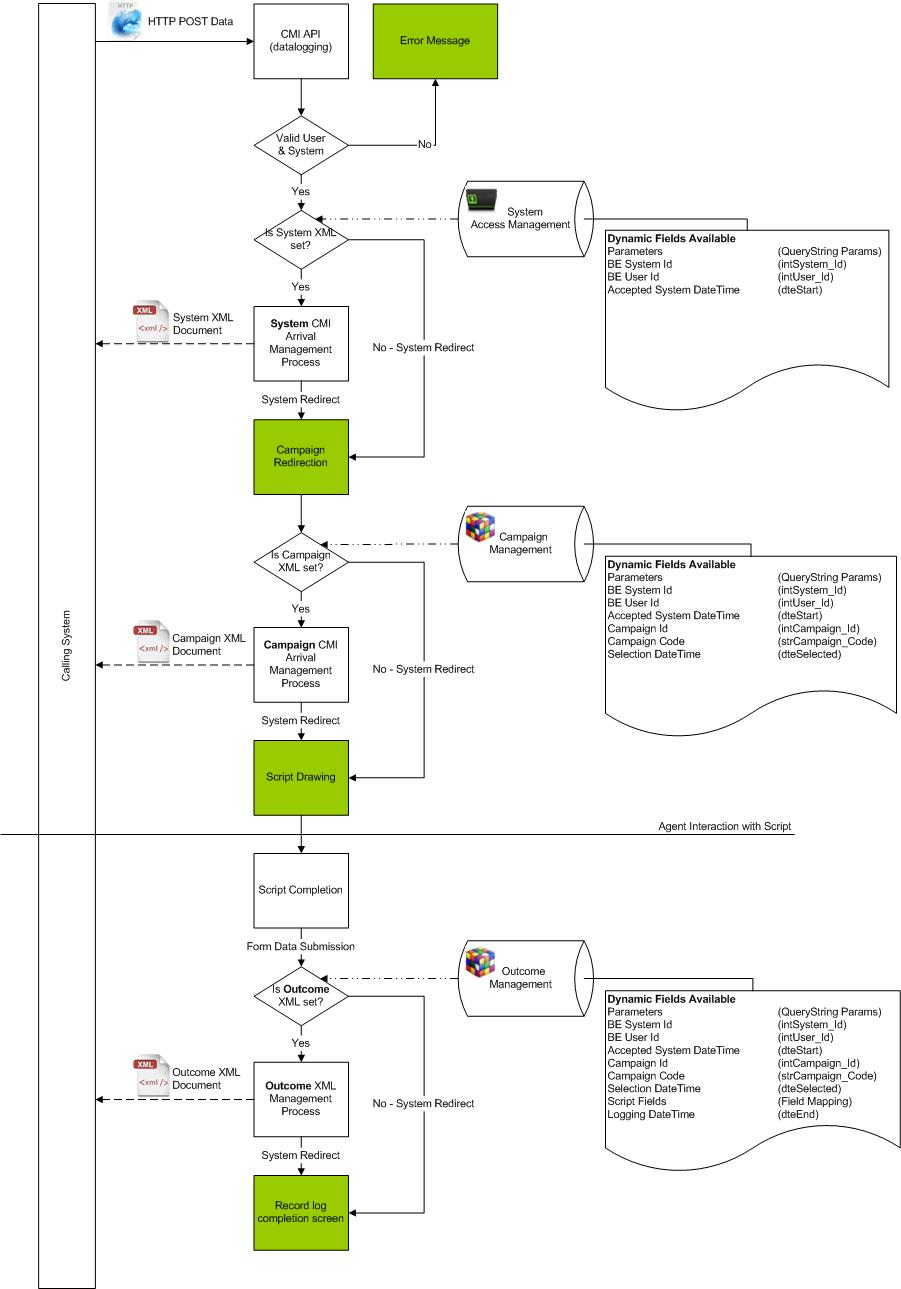 HTTP
HTTP POST Data
CMI API
(datalogging)
Error Message
Valid User
& System
No
Yes
System
Access Management
Is System XML
set?
Dynamic Fields Available
Parameters (QueryString Params)
BE System Id (intSystem_Id)
BE User Id (intUser_Id)
Accepted System DateTime (dteStart)
Yes
XML
<xml />
System XML
Document
System CMI
Arrival
Management
Process
No - System Redirect
System Redirect
Campaign
Redirection
Campaign
Management
Is Campaign
XML set?
Dynamic Fields Available
Parameters (QueryString Params)
BE System Id (intSystem_Id)
BE User Id (intUser_Id)
Accepted System DateTime (dteStart)
Campaign Id (intCampaign_Id)
Campaign Code (strCampaign_Code)
Selection DateTime (dteSelected)
Yes
Calling System
XML
<xml />
Campaign XML
Document
Campaign CMI
Arrival
Management
Process
No - System Redirect
System Redirect
Script Drawing
Agent Interaction with Script
Script Completion
Form Data Submission
Outcome
Management
Is Outcome
XML set?
Dynamic Fields Available
Parameters (QueryString Params)
BE System Id (intSystem_Id)
BE User Id (intUser_Id)
Accepted System DateTime (dteStart)
Campaign Id (intCampaign_Id)
Campaign Code (strCampaign_Code)
Selection DateTime (dteSelected)
Script Fields (Field Mapping)
Logging DateTime (dteEnd)
Yes
XML
<xml />
Outcome XML
Document
Outcome XML
Management
Process
No - System Redirect
System Redirect
Record log
completion screen